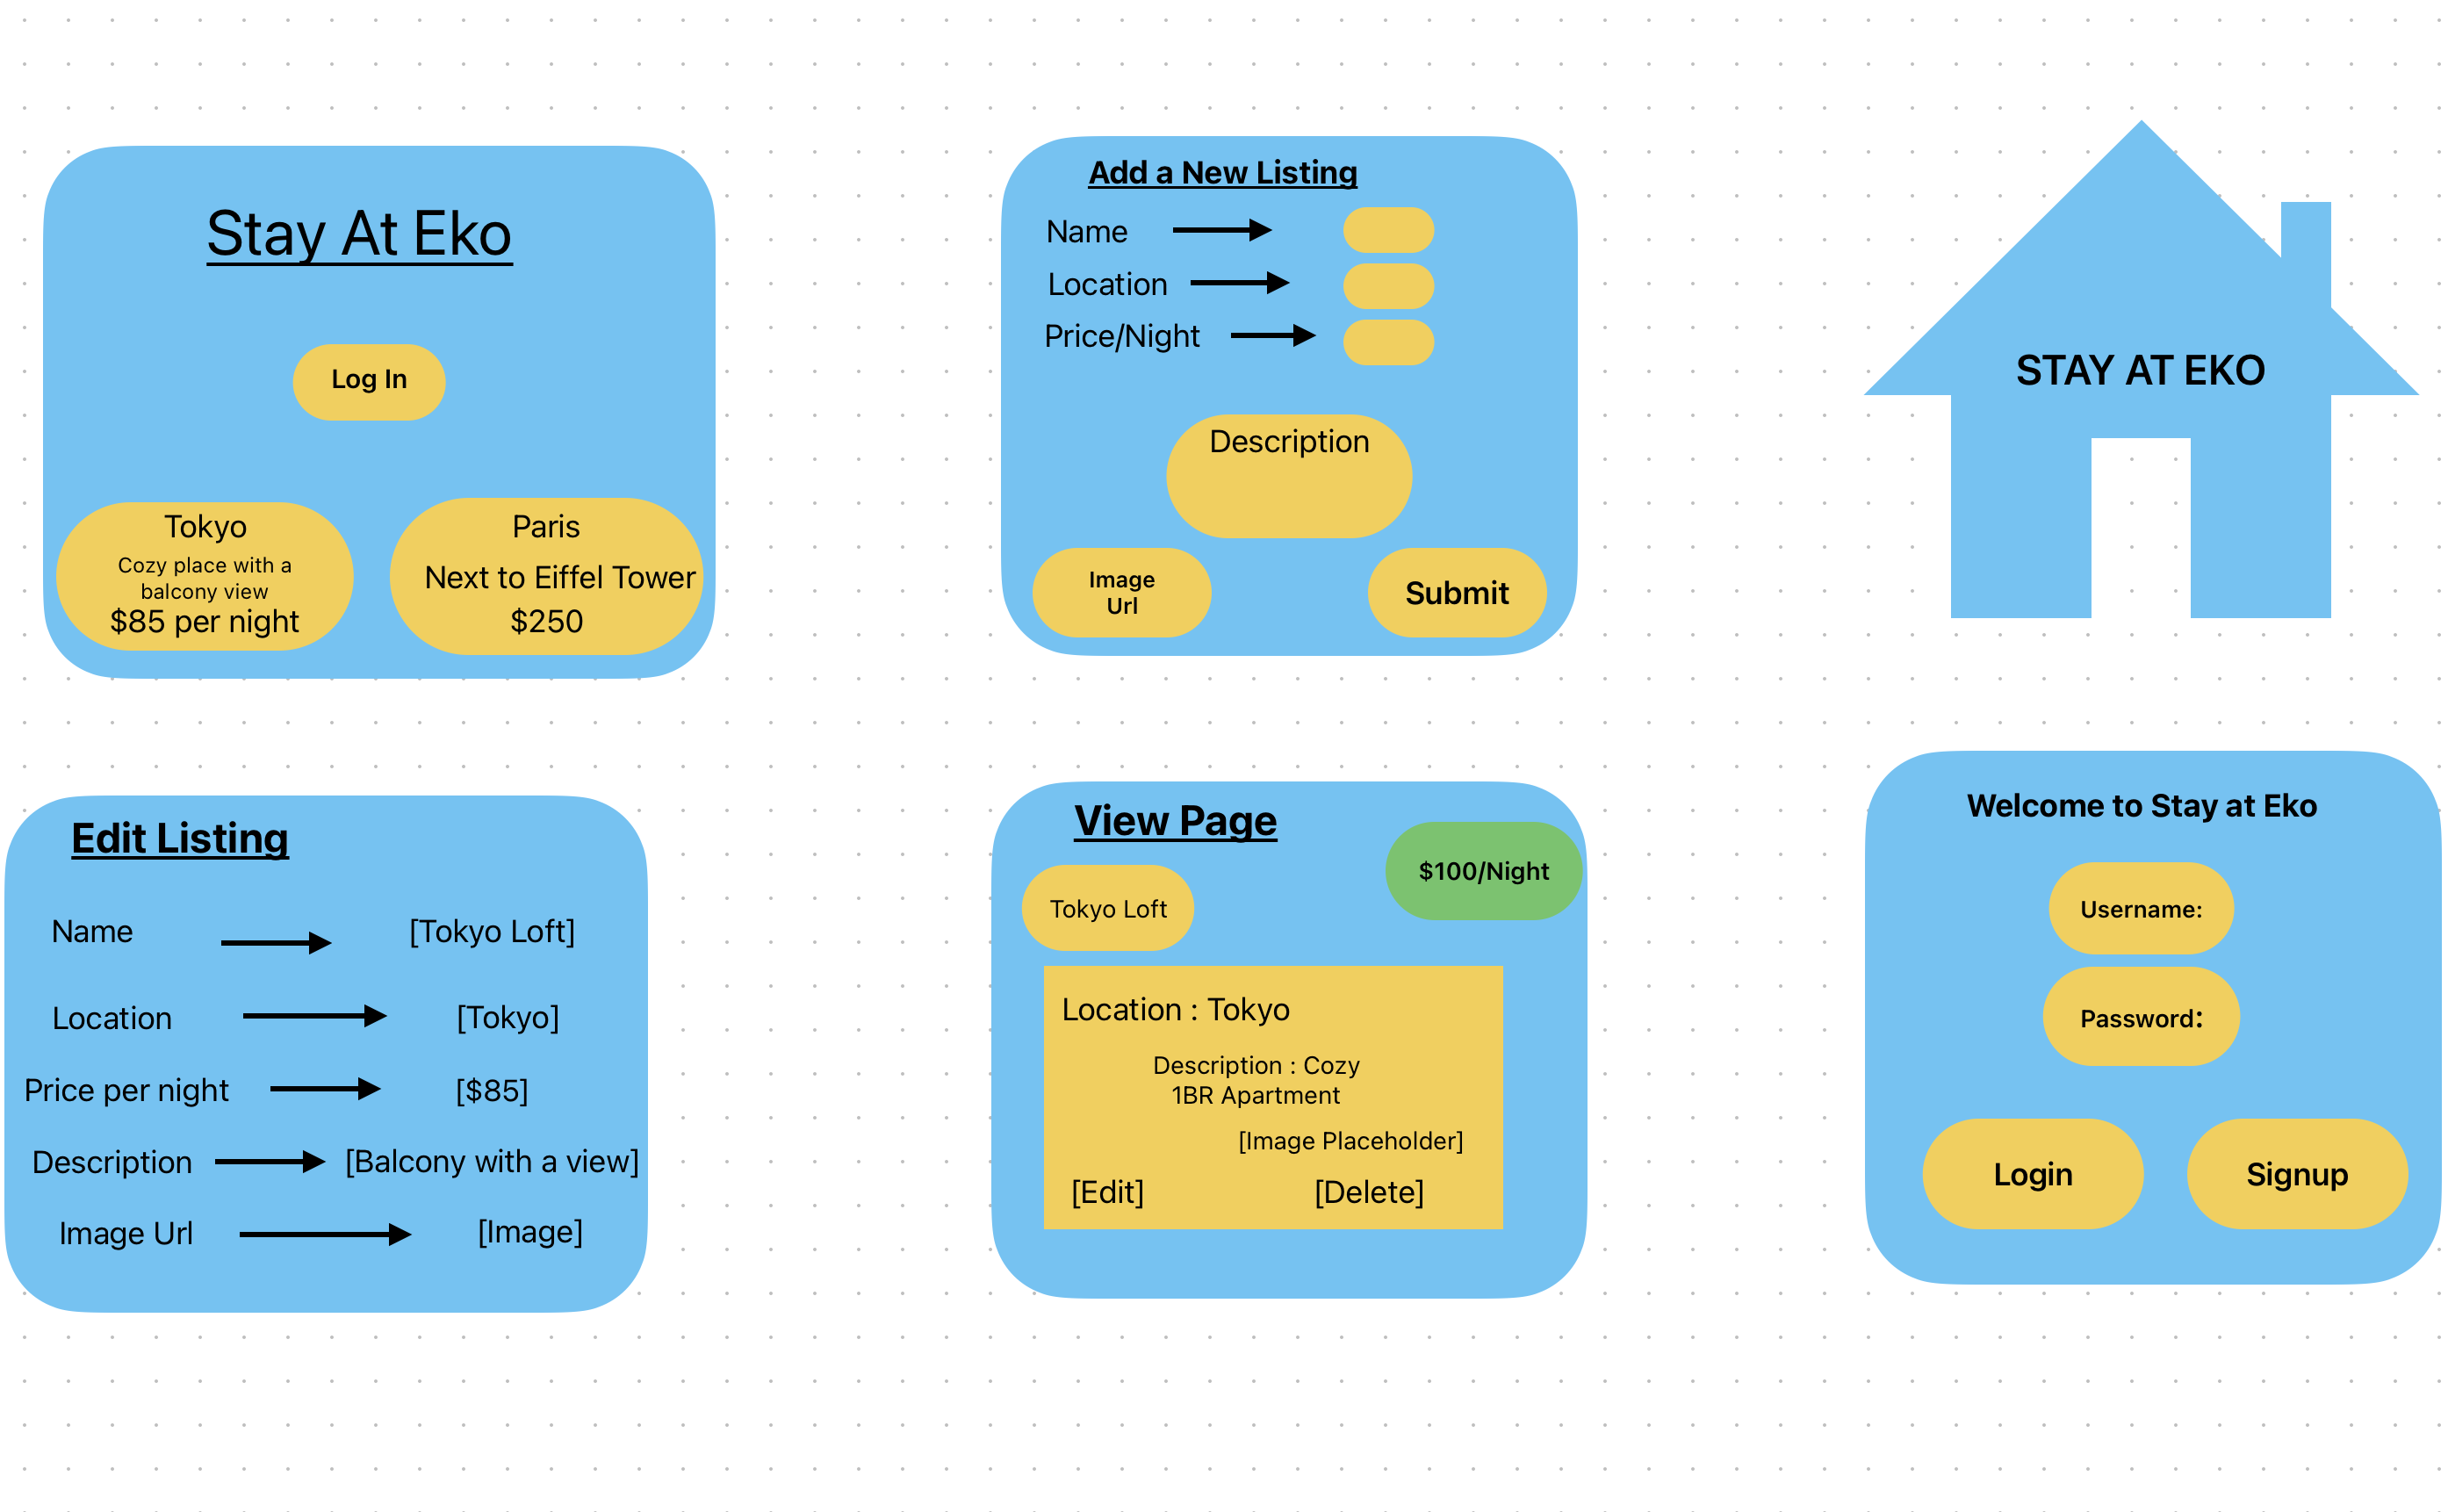 Stay At Eko
Log In
Tokyo
Cozy place with a
balcony view
$85 per night
Paris
Next to Eiffel Tower
$250
Add a New Listing
Name
Location
Price/Night
Description
Image
Url
Submit
STAY AT EKO
Edit Listing
Name [Tokyo Loft]
Location [Tokyo]
Price per night [$85]
Description [Balcony with a view]
Image Url [Image]
View Page
$100/Night
Tokyo Loft
Location : Tokyo
Description : Cozy
1BR Apartment
[Image Placeholder]
[Edit] [Delete]
Welcome to Stay at Eko
Username:
Password:
Login Signup